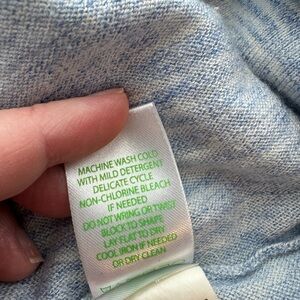 MACHINE WASH COLD
WITH MILD DETERGENT
DELICATE CYCLE
NON-CHLORINE BLEACH
IF NEEDED
DO NOT WRING OR TWIST
BLOCK TO SHAPE
LAY FLAT TO DRY
COOL IRON IF NEEDED
OR DRY CLEAN